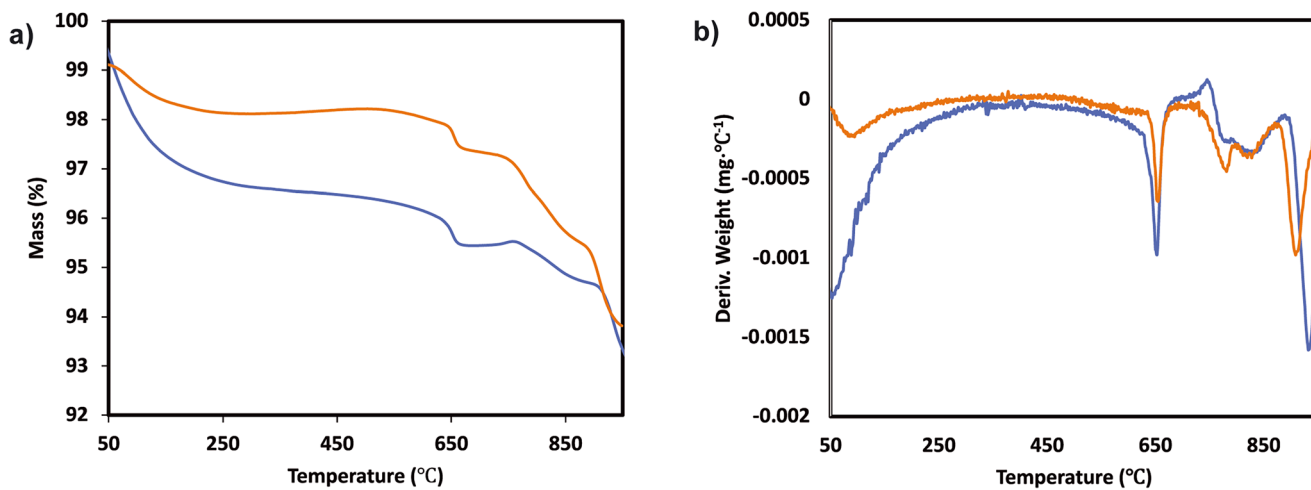 a)
100
99
98
97
96
95
94
93
92
Mass (%)
50 250 450 650 850
Temperature (℃)
b)
0.0005
0
-0.0005
-0.001
-0.0015
-0.002
Deriv. Weight (mg·°C⁻¹)
50 250 450 650 850
Temperature (℃)